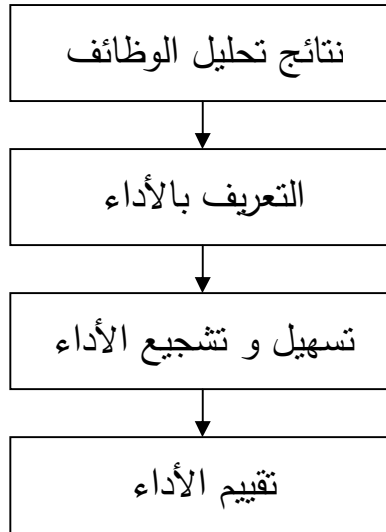 نتائج تحليل الوظائف
التعريف بالأداء
تسهيل و تشجيع الأداء
تقييم الأداء